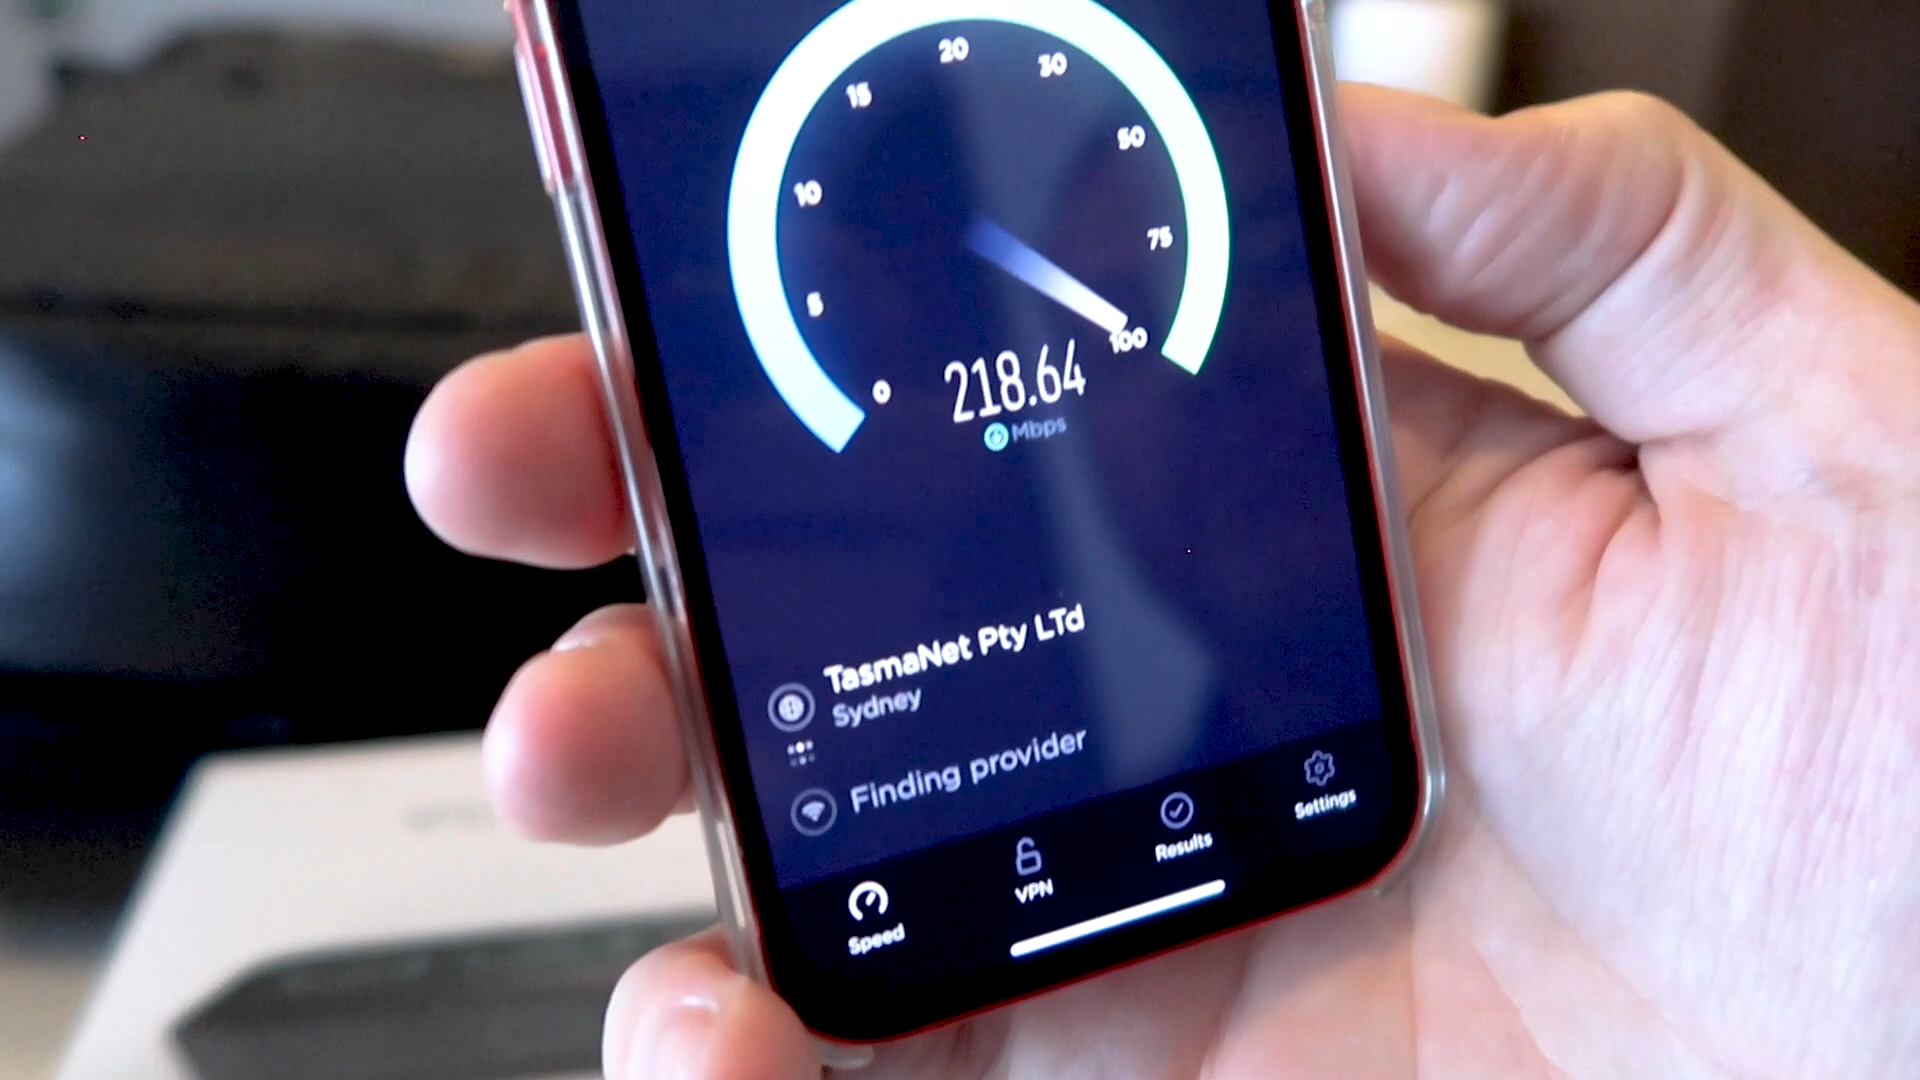 20
30
15
50
10
75
5
100
0
218.64
Mbps
TasmaNet Pty LTd
Sydney
Finding provider
Settings
Results
VPN
Speed